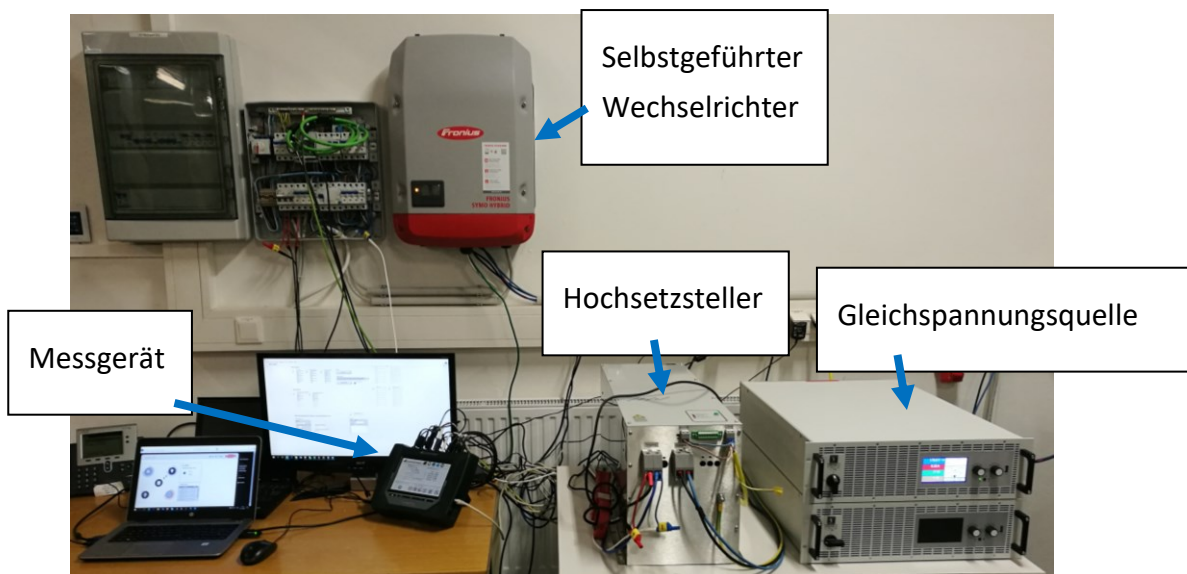 Selbstgeführter
Wechselrichter
Fronius
FRONIUS
SYMO HYBRID
Hochsetzsteller
Gleichspannungsquelle
Messgerät